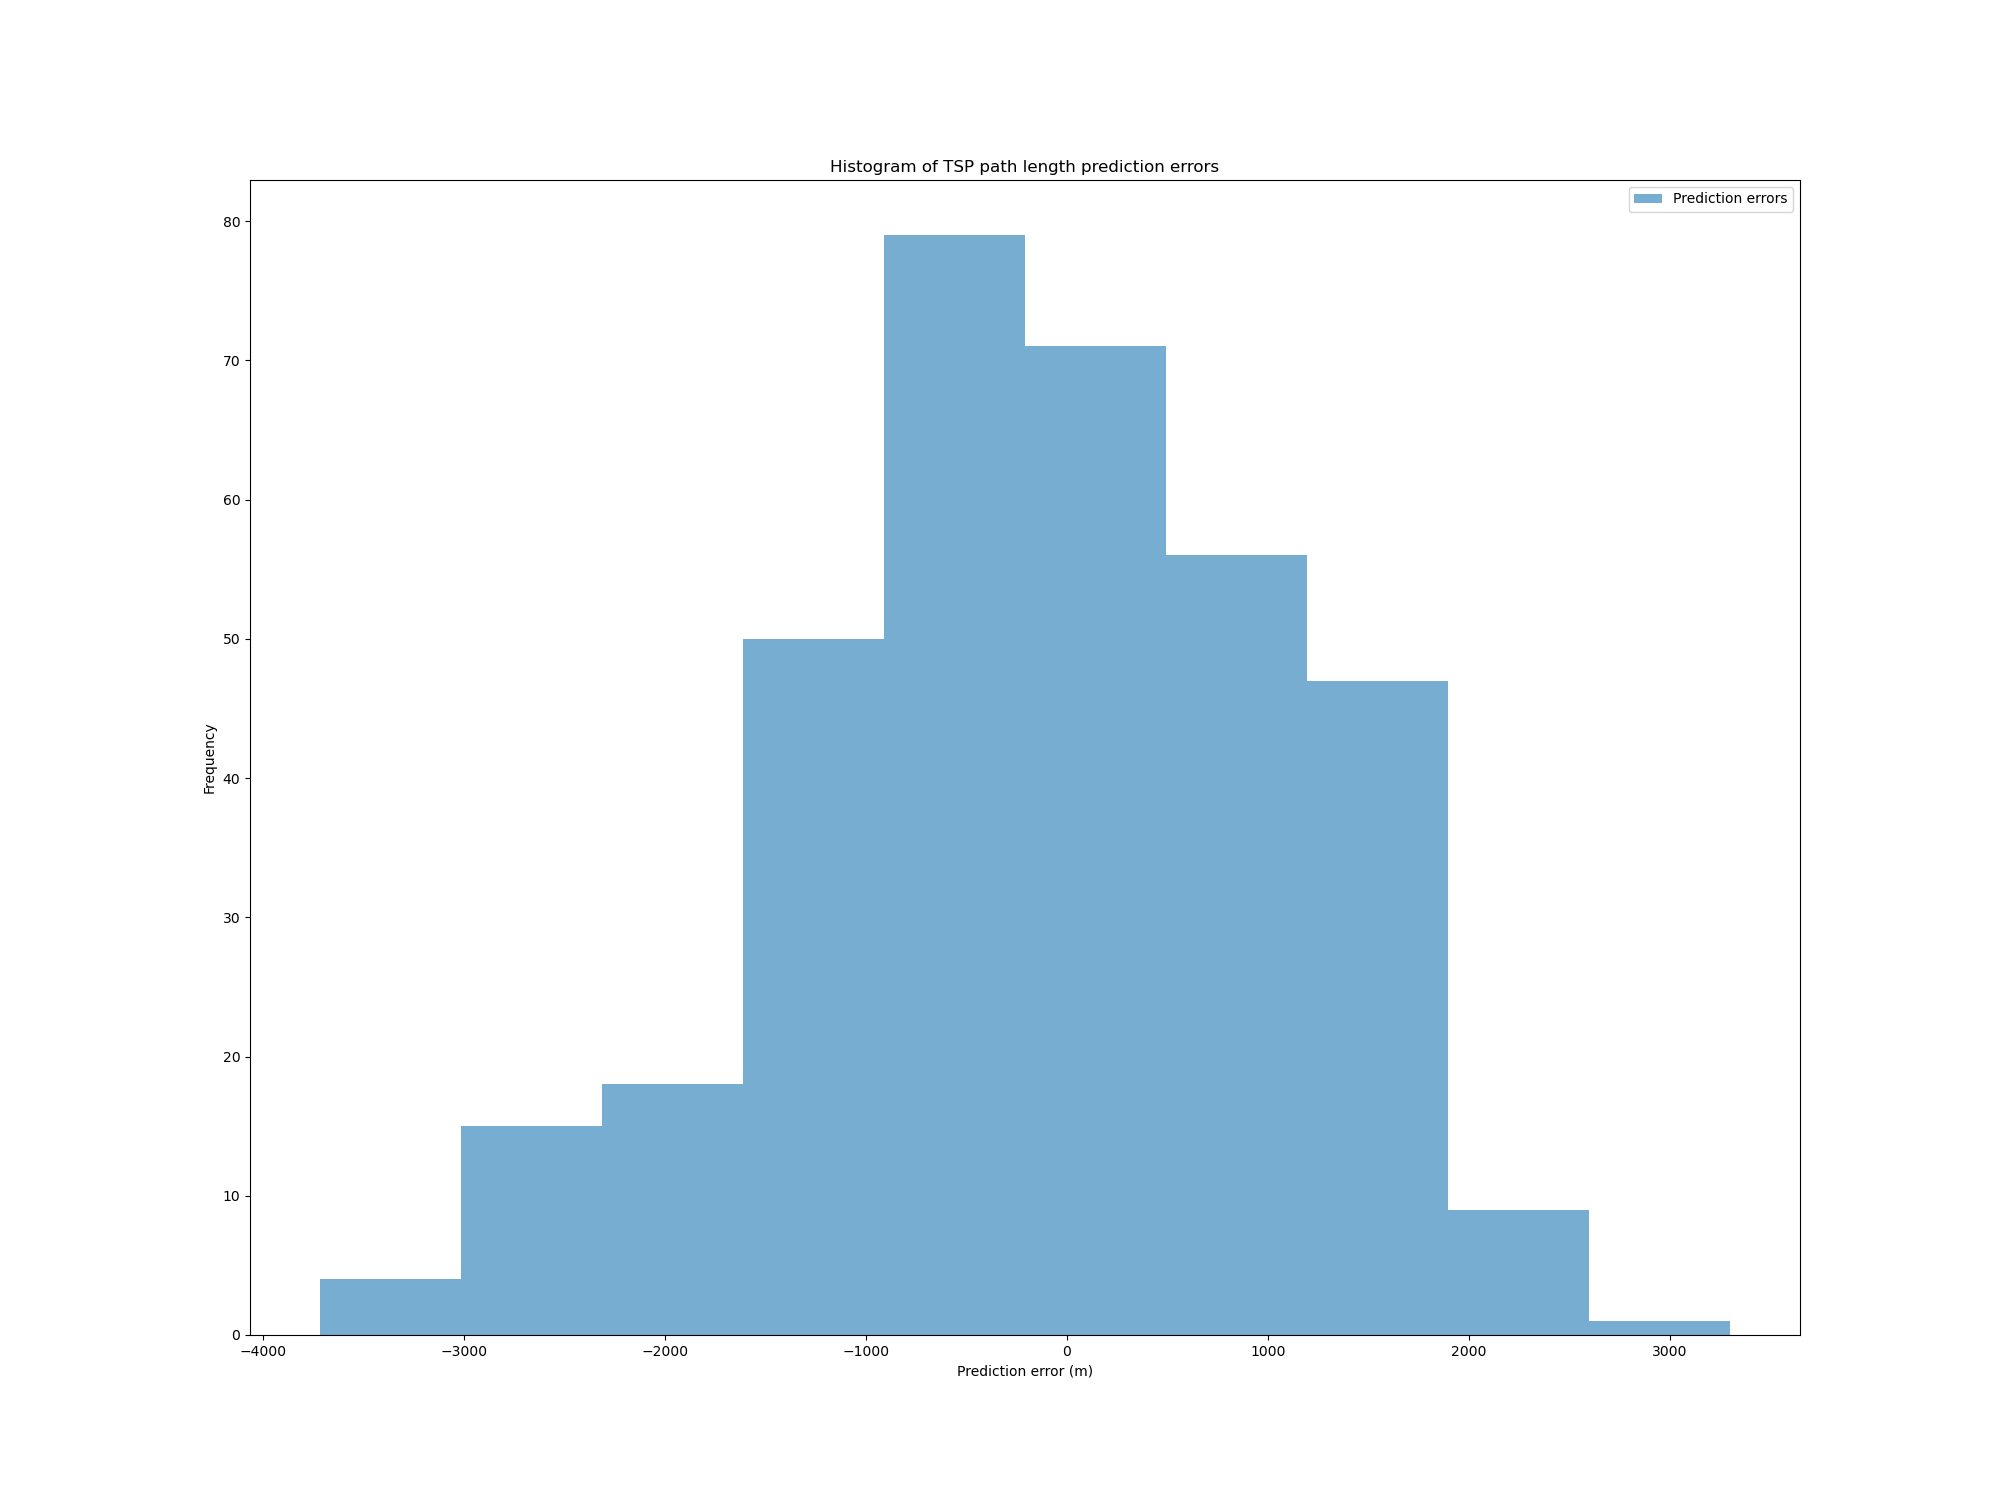 Histogram of TSP path length prediction errors
Prediction errors
80
70
60
50
40
30
20
10
0
Frequency
−4000 −3000 −2000 −1000 0 1000 2000 3000
Prediction error (m)